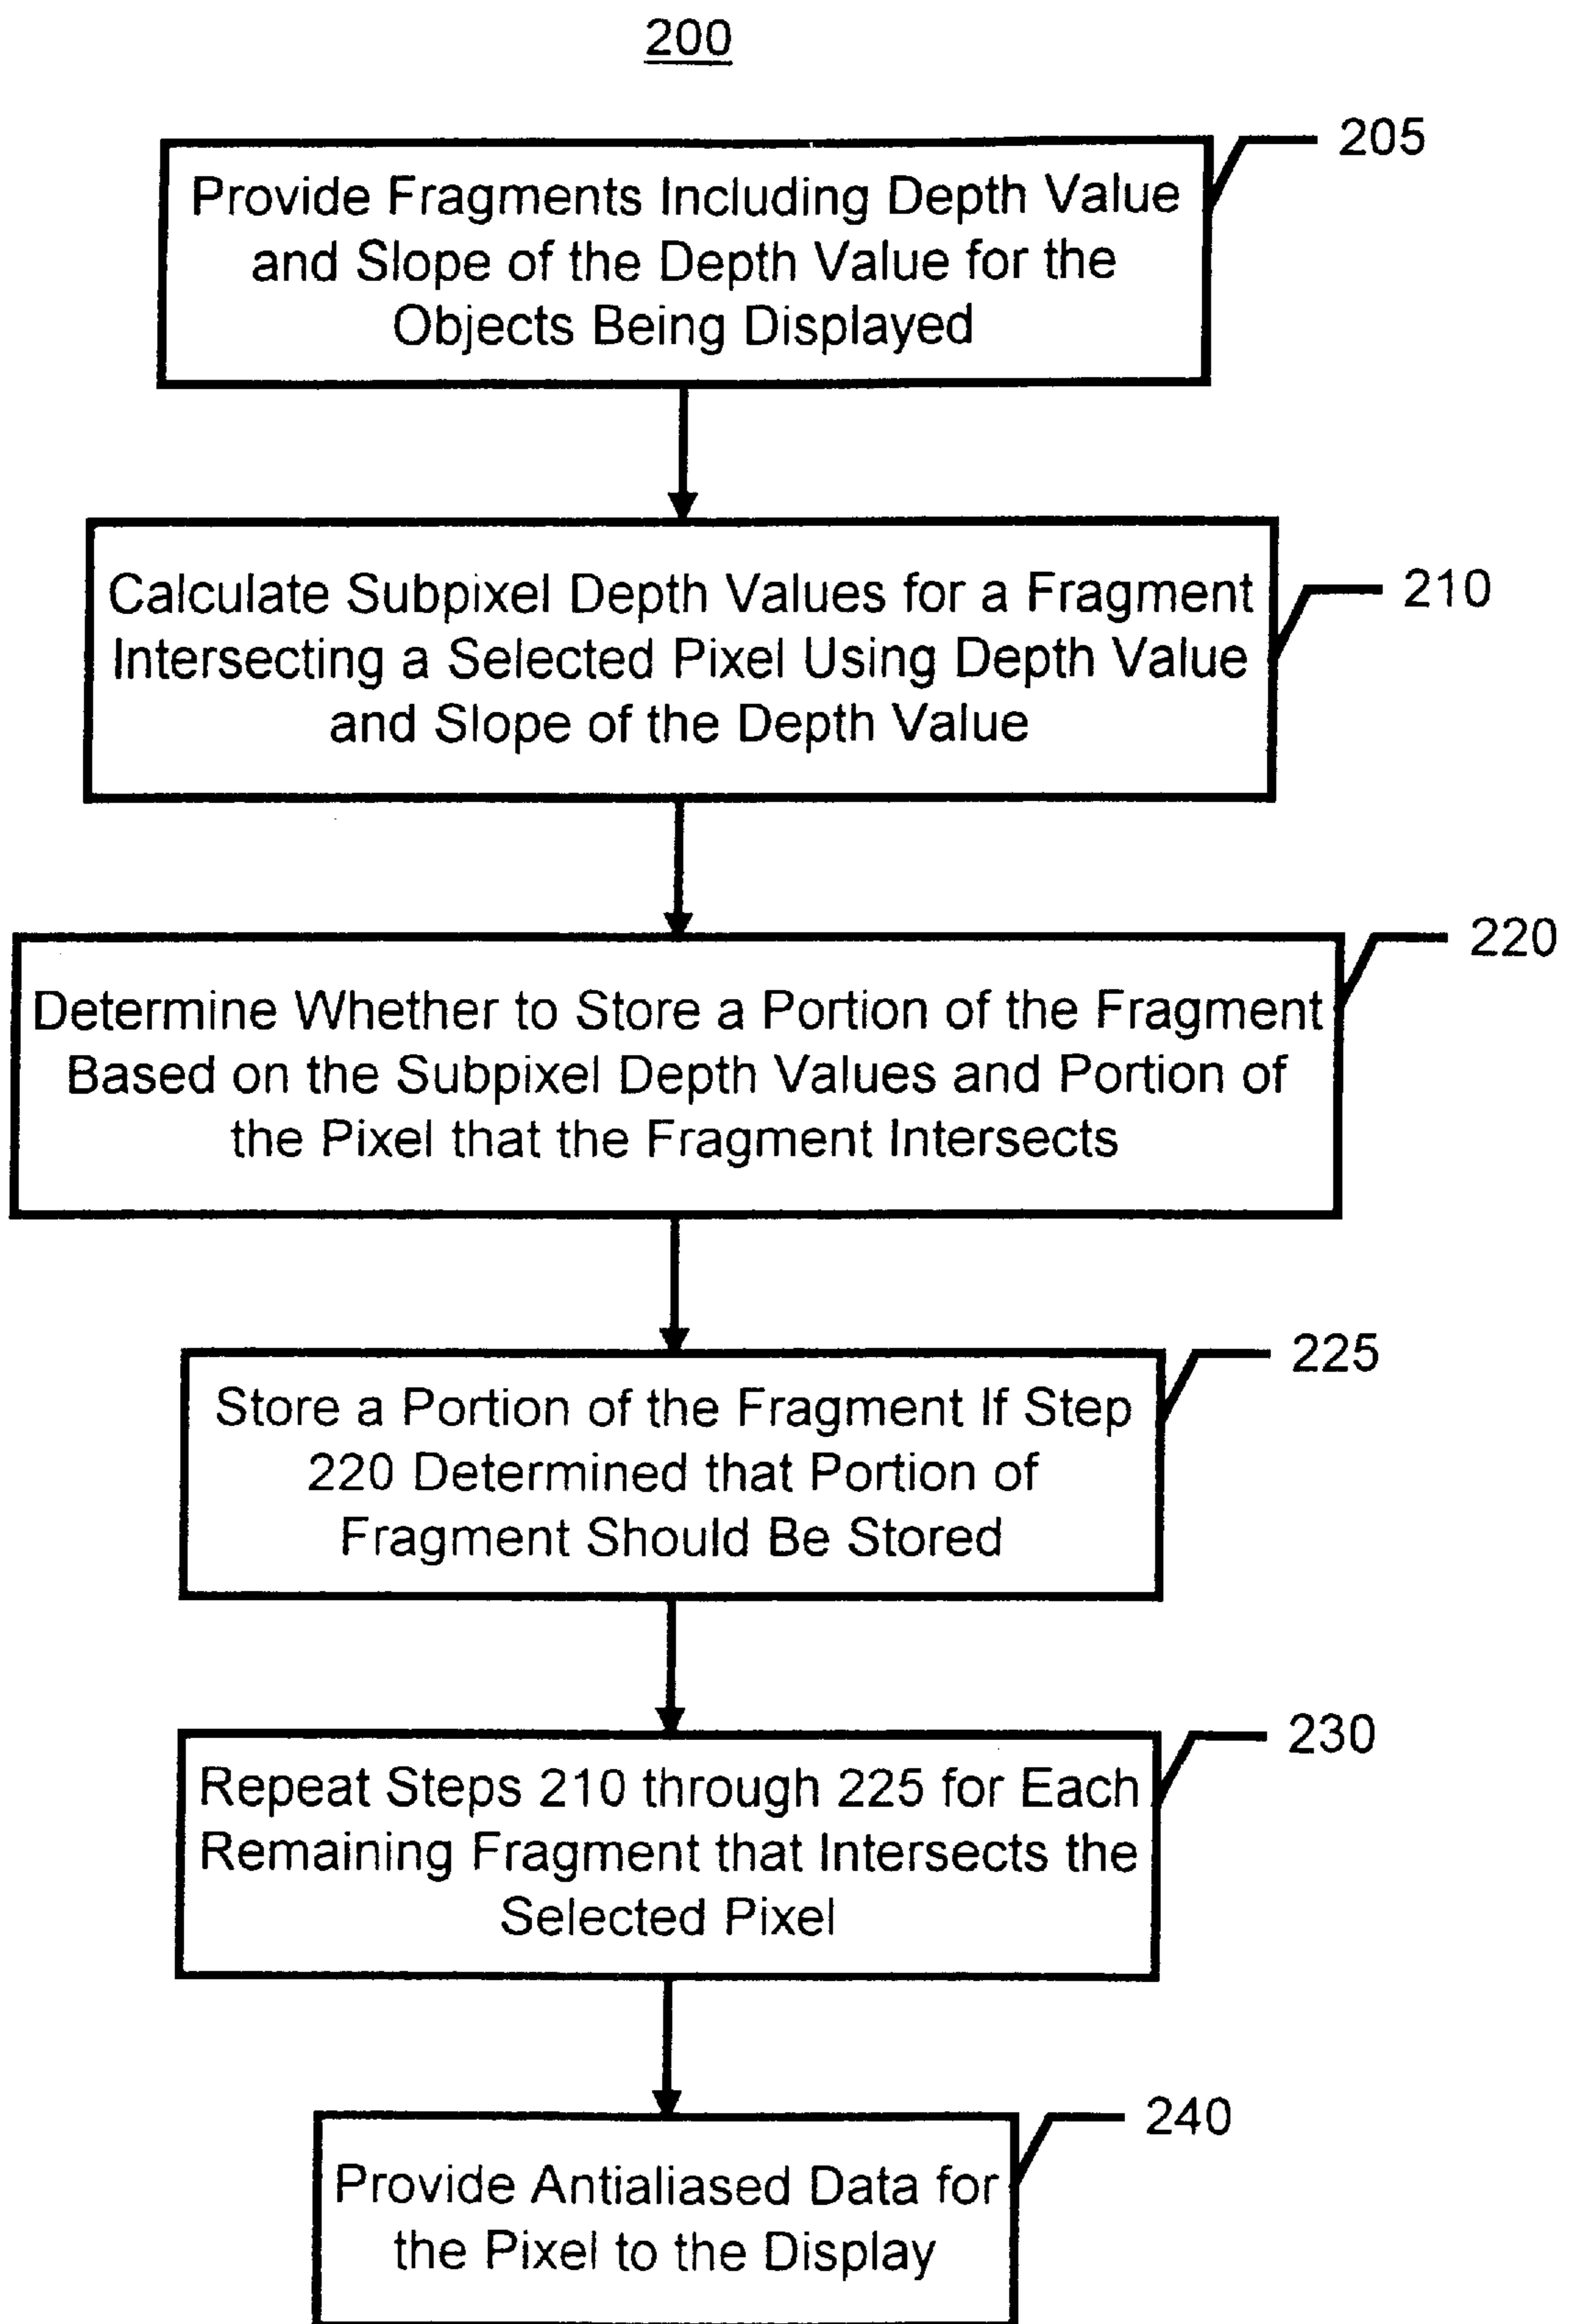 200
205
Provide Fragments Including Depth Value
and Slope of the Depth Value for the
Objects Being Displayed
210
Calculate Subpixel Depth Values for a Fragment
Intersecting a Selected Pixel Using Depth Value
and Slope of the Depth Value
220
Determine Whether to Store a Portion of the Fragment
Based on the Subpixel Depth Values and Portion of
the Pixel that the Fragment Intersects
225
Store a Portion of the Fragment If Step
220 Determined that Portion of
Fragment Should Be Stored
230
Repeat Steps 210 through 225 for Each
Remaining Fragment that Intersects the
Selected Pixel
240
Provide Antialiased Data for
the Pixel to the Display